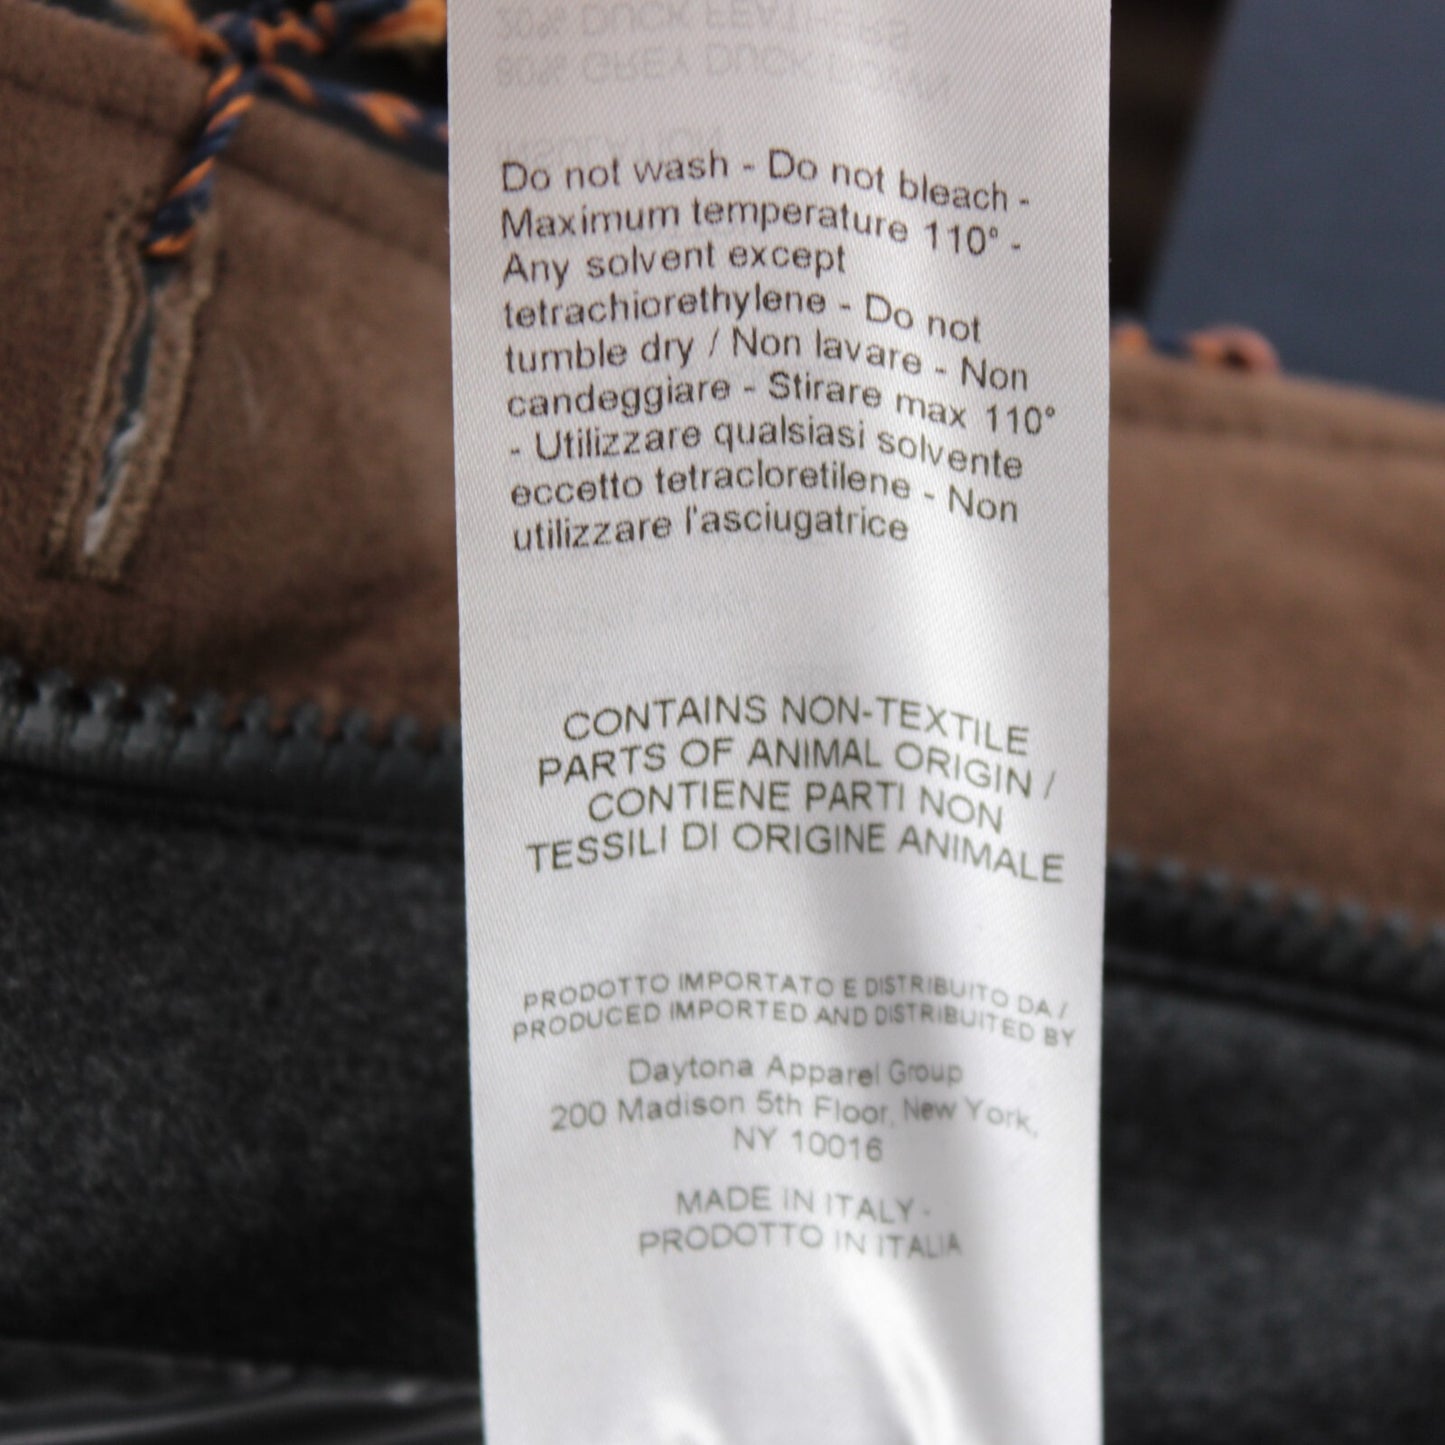 Do not wash - Do not bleach -
Maximum temperature 110° -
Any solvent except
tetrachiorethylene - Do not
tumble dry / Non lavare - Non
candeggiare - Stirare max 110°
- Utilizzare qualsiasi solvente
eccetto tetracloretilene - Non
utilizzare l'asciugatrice
CONTAINS NON-TEXTILE
PARTS OF ANIMAL ORIGIN /
CONTIENE PARTI NON
TESSILI DI ORIGINE ANIMALE
PRODOTTO IMPORTATO E DISTRIBUITO DA /
PRODUCED IMPORTED AND DISTRIBUITED BY
Daytona Apparel Group
200 Madison 5th Floor, New York,
NY 10016
MADE IN ITALY -
PRODOTTO IN ITALIA